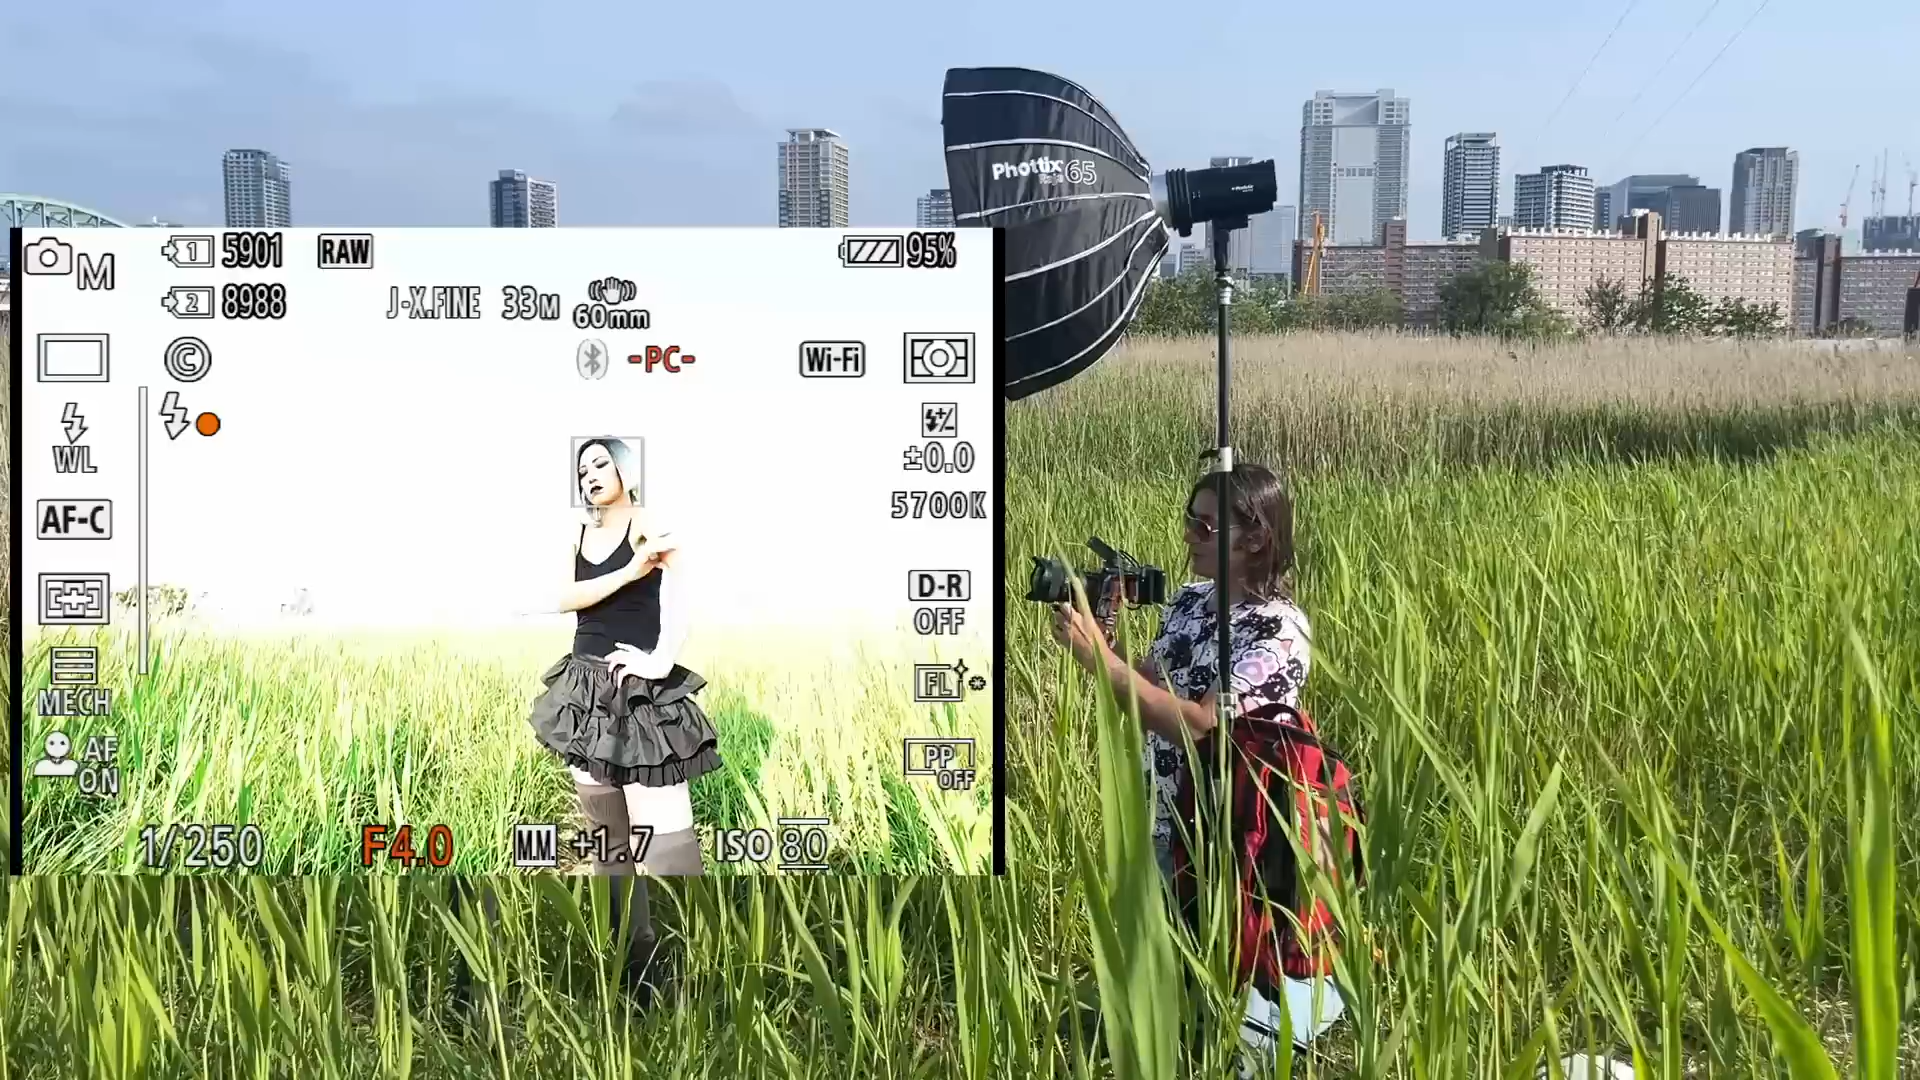 Phottix
Raja 65
M
1 5901
RAW
95%
2 8988
J-X.FINE 33M
60mm
©
-PC-
Wi-Fi
WL
±0.0
5700K
AF-C
D-R
OFF
FL
MECH
AF
ON
PP
OFF
1/250
F4.0
M.M. +1.7
ISO 80